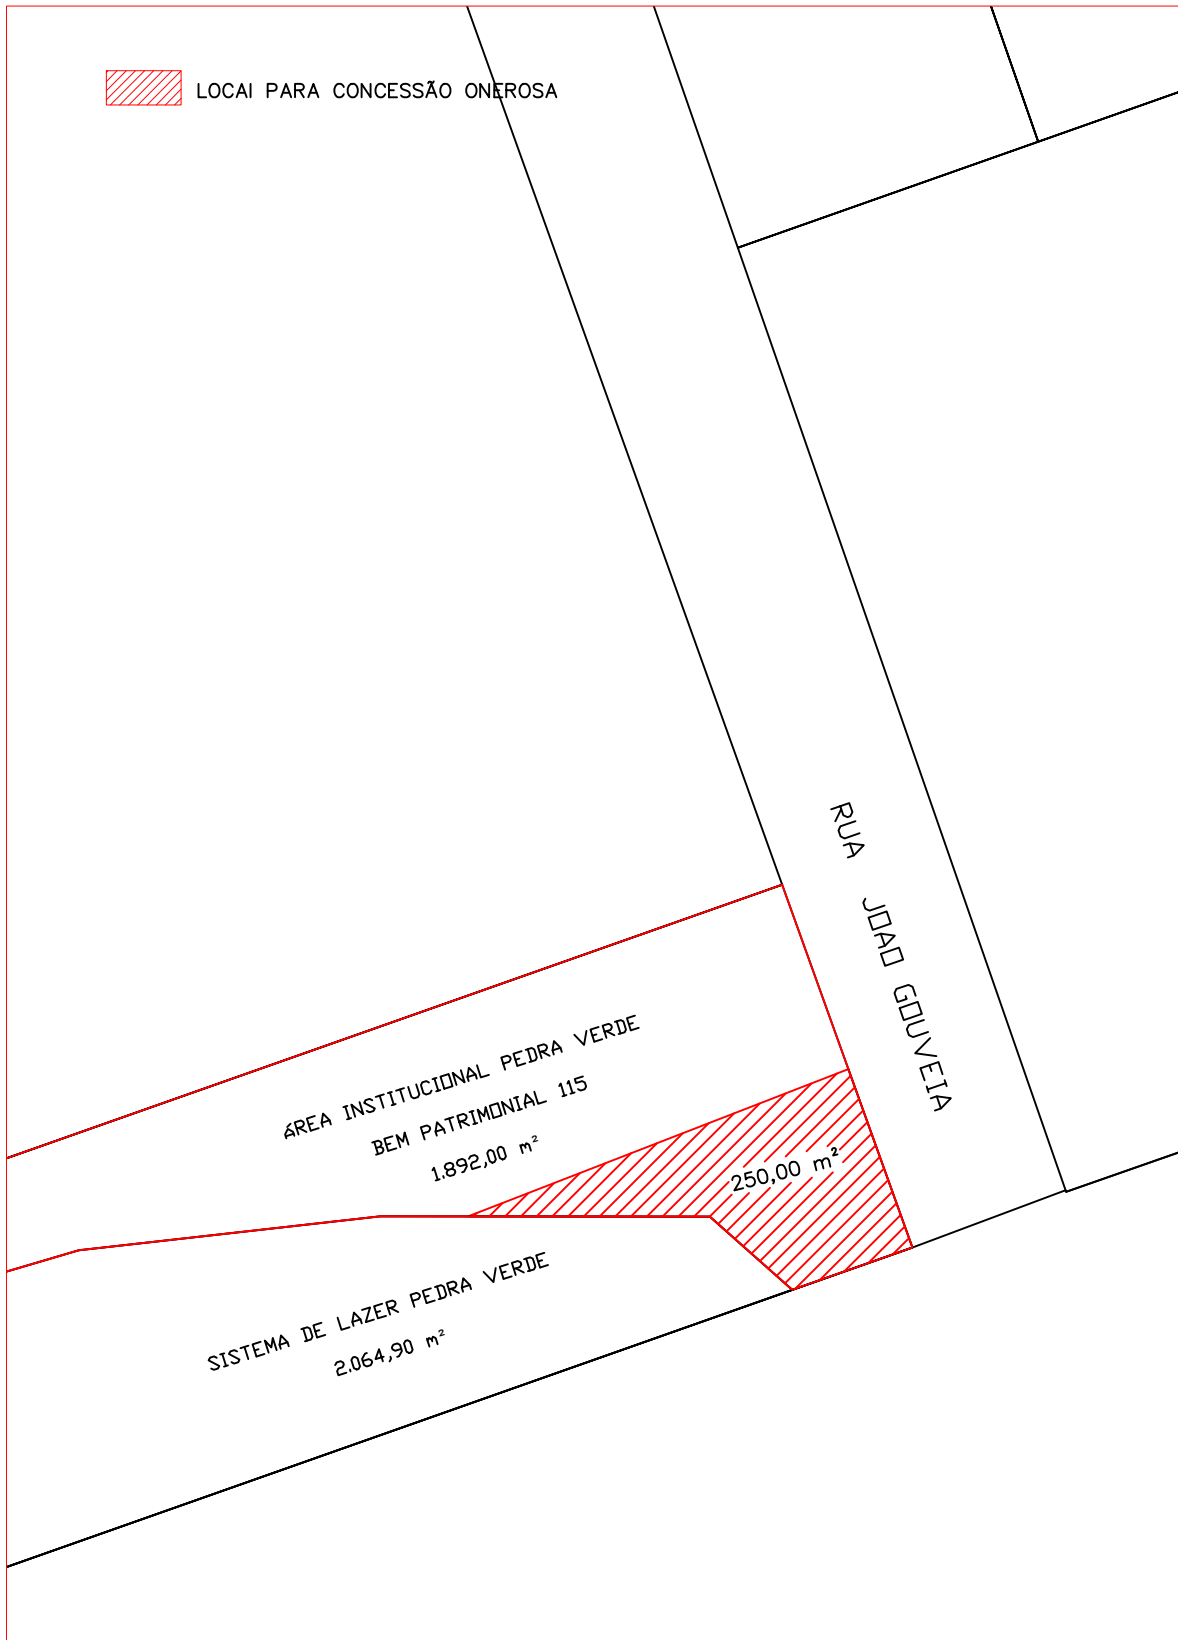 LOCAl PARA CONCESSÃO ONEROSA
RUA JOAO GOUVEIA
ÁREA INSTITUCIONAL PEDRA VERDE
BEM PATRIMONIAL 115
1.892,00 m²
250,00 m²
SISTEMA DE LAZER PEDRA VERDE
2.064,90 m²